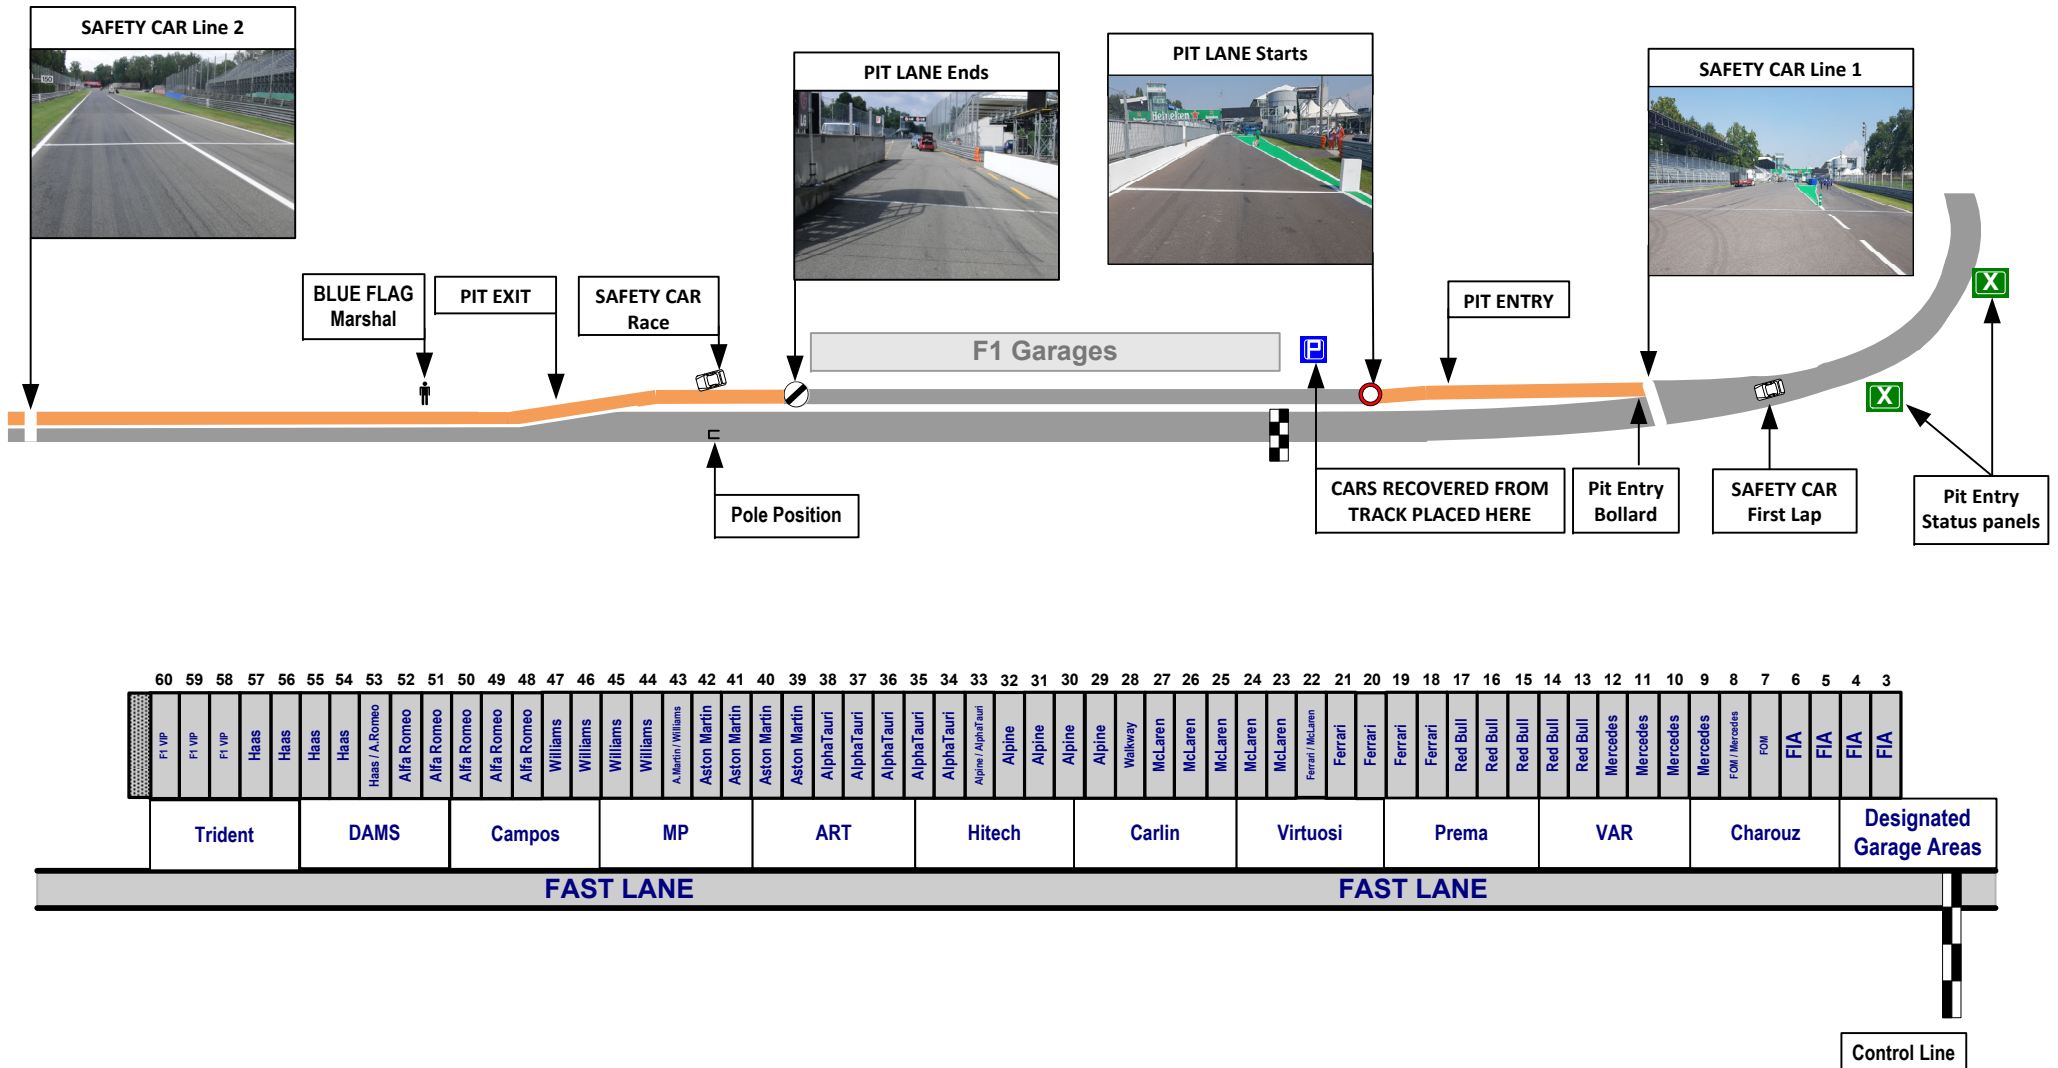 SAFETY CAR Line 2
PIT LANE Ends
PIT LANE Starts
SAFETY CAR Line 1
150
Heineken
BLUE FLAG
Marshal
PIT EXIT
SAFETY CAR
Race
F1 Garages
P
PIT ENTRY
X
X
Pole Position
CARS RECOVERED FROM
TRACK PLACED HERE
Pit Entry
Bollard
SAFETY CAR
First Lap
Pit Entry
Status panels
60 59 58 57 56 55 54 53 52 51 50 49 48 47 46 45 44 43 42 41 40 39 38 37 36 35 34 33 32 31 30 29 28 27 26 25 24 23 22 21 20 19 18 17 16 15 14 13 12 11 10 9 8 7 6 5 4 3
F1 VIP
F1 VIP
F1 VIP
Haas
Haas
Haas
Haas
Haas / A.Romeo
Alfa Romeo
Alfa Romeo
Alfa Romeo
Alfa Romeo
Alfa Romeo
Williams
Williams
Williams
Williams
A.Martin / Williams
Aston Martin
Aston Martin
Aston Martin
Aston Martin
AlphaTauri
AlphaTauri
AlphaTauri
AlphaTauri
AlphaTauri
Alpine / AlphaTauri
Alpine
Alpine
Alpine
Alpine
Walkway
McLaren
McLaren
McLaren
McLaren
McLaren
Ferrari / McLaren
Ferrari
Ferrari
Ferrari
Ferrari
Red Bull
Red Bull
Red Bull
Red Bull
Red Bull
Mercedes
Mercedes
Mercedes
Mercedes
FOM / Mercedes
FOM
FIA
FIA
FIA
FIA
Trident DAMS Campos MP ART Hitech Carlin Virtuosi Prema VAR Charouz Designated
Garage Areas
FAST LANE FAST LANE
Control Line